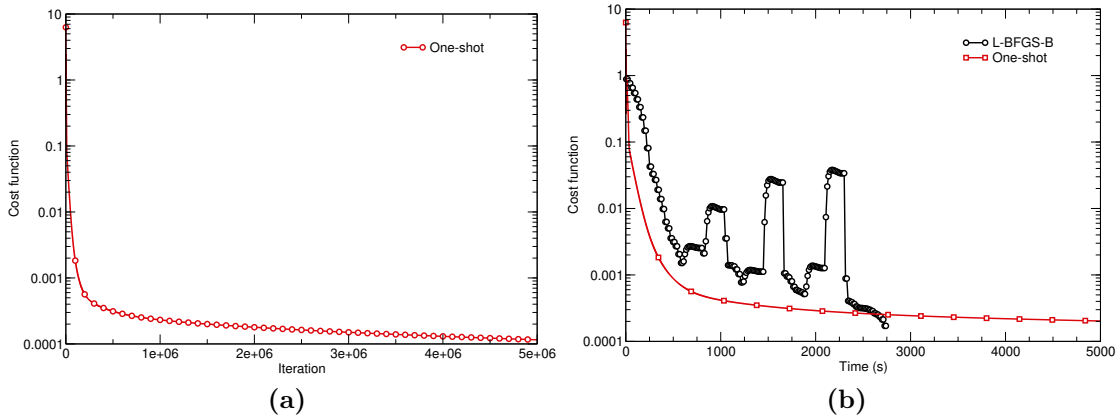 10
1
0.1
0.01
0.001
0.0001
Cost function
0
1e+06
2e+06
3e+06
4e+06
5e+06
Iteration
One-shot
(a)
10
1
0.1
0.01
0.001
0.0001
Cost function
0
1000
2000
3000
4000
5000
Time (s)
L-BFGS-B
One-shot
(b)